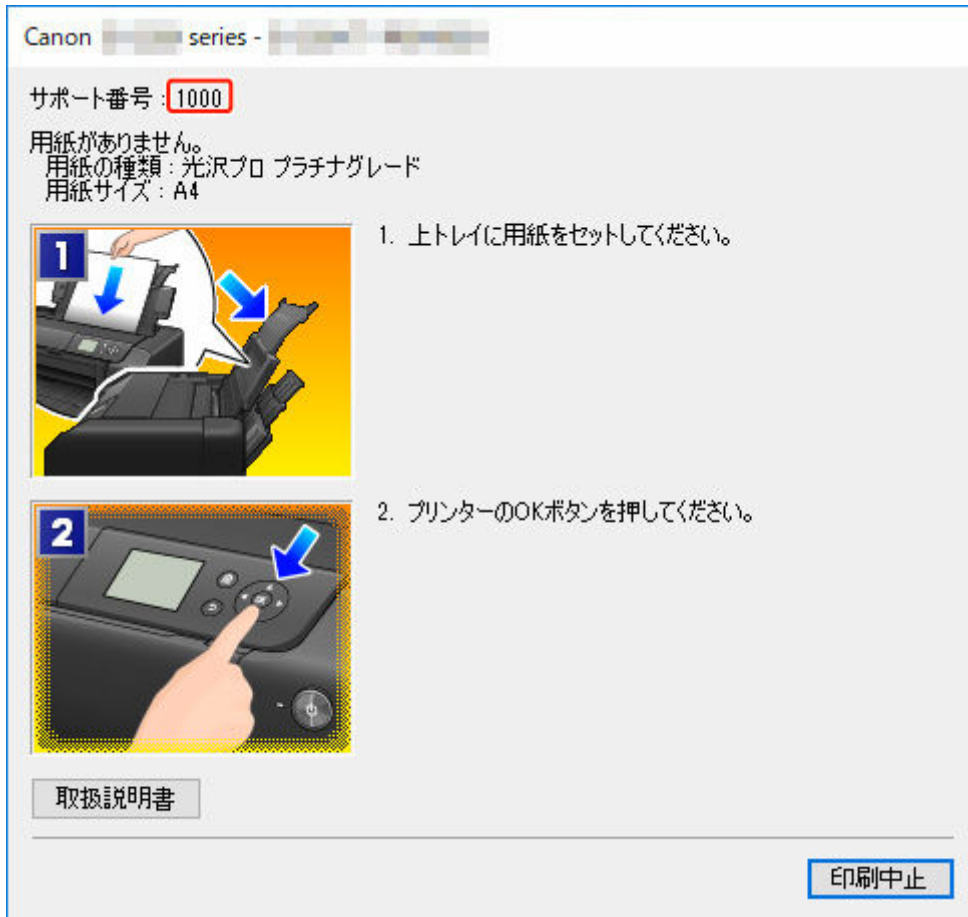 Canon series -
サポート番号 : 1000
用紙がありません。
用紙の種類 : 光沢プロ プラチナグレード
用紙サイズ : A4
1
1. 上トレイに用紙をセットしてください。
2
2. プリンターのOKボタンを押してください。
OK
取扱説明書
印刷中止